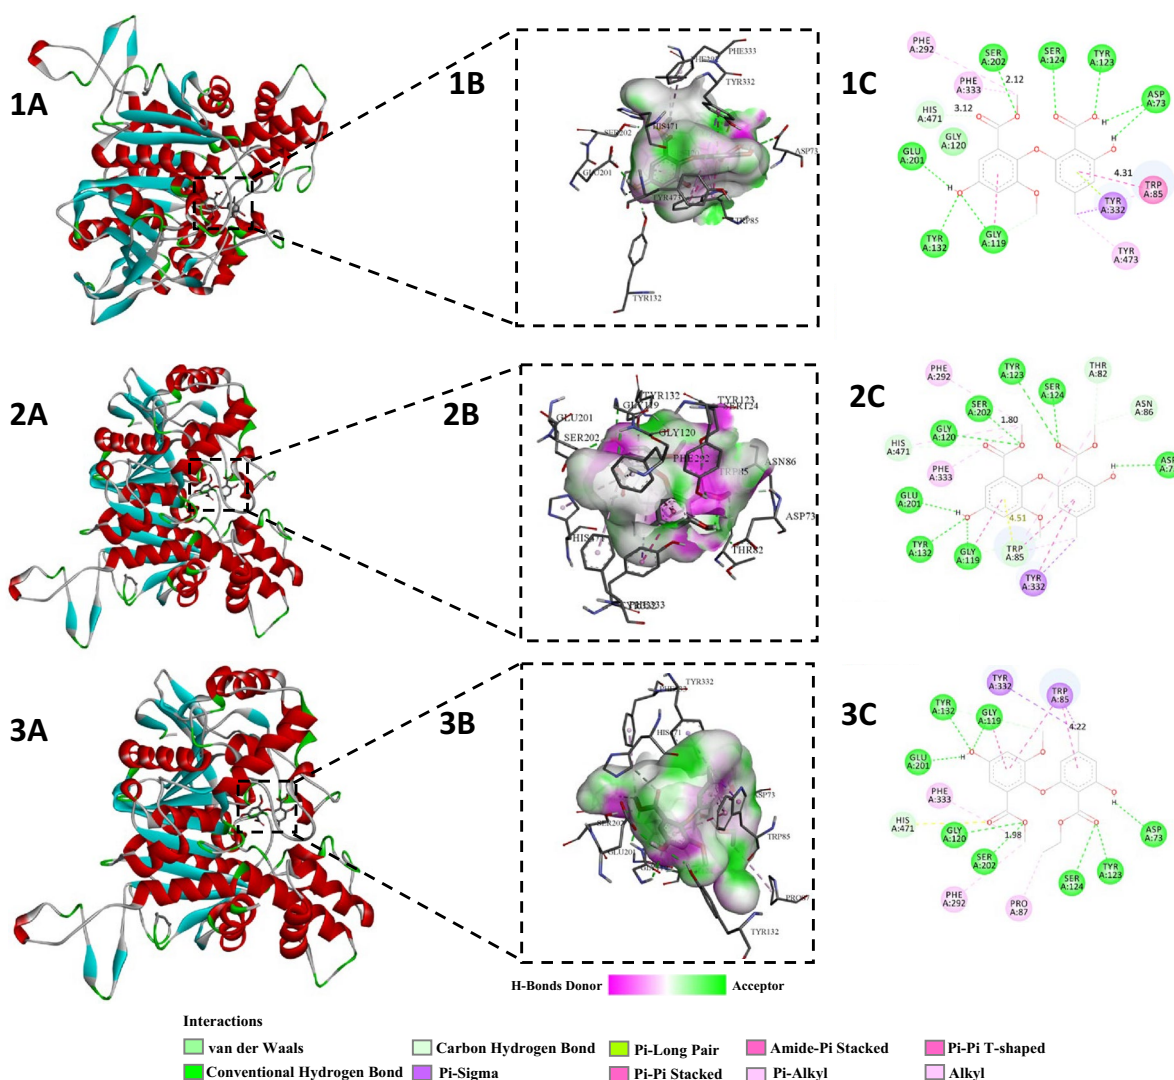 1A
1B
PHE333
TYR332
HIS471
SER202
GLU201
ASP73
TRP85
TYR132
1C
PHE
A:292
SER
A:202
SER
A:124
TYR
A:123
ASP
A:73
PHE
A:333
2.12
3.12
HIS
A:471
GLY
A:120
GLU
A:201
H
H
H
4.31
TRP
A:85
TYR
A:332
TYR
A:132
GLY
A:119
TYR
A:473
2A
2B
TYR132
GLY119
GLU201
SER202
GLY120
TYR123
SER124
PHE292
TRP85
ASN86
ASP73
THR82
PHE333
2C
PHE
A:292
TYR
A:123
THR
A:82
SER
A:202
SER
A:124
ASN
A:86
1.80
GLY
A:120
HIS
A:471
PHE
A:333
H
GLU
A:201
H
4.51
TYR
A:132
GLY
A:119
TRP
A:85
TYR
A:332
3A
3B
TYR332
SER202
GLU201
TRP85
TYR132
3C
TYR
A:332
TRP
A:85
TYR
A:132
GLY
A:119
4.22
GLU
A:201
H
PHE
A:333
H
HIS
A:471
GLY
A:120
1.98
SER
A:202
ASP
A:73
SER
A:124
TYR
A:123
PHE
A:292
PRO
A:87
H-Bonds Donor
Acceptor
Interactions
van der Waals
Carbon Hydrogen Bond
Pi-Long Pair
Amide-Pi Stacked
Pi-Pi T-shaped
Conventional Hydrogen Bond
Pi-Sigma
Pi-Pi Stacked
Pi-Alkyl
Alkyl